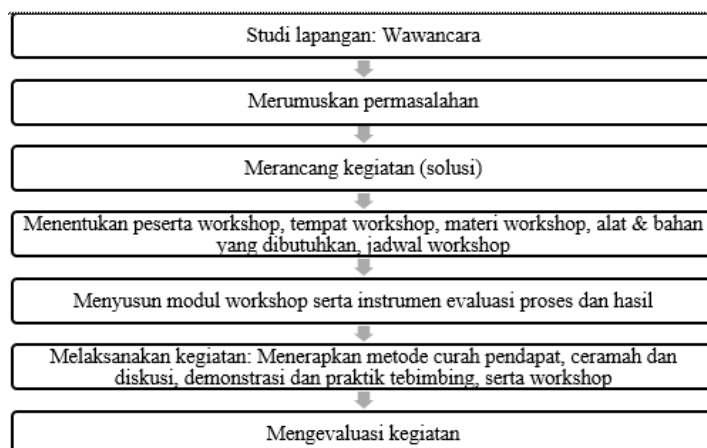 Studi lapangan: Wawancara
Merumuskan permasalahan
Merancang kegiatan (solusi)
Menentukan peserta workshop, tempat workshop, materi workshop, alat & bahan
yang dibutuhkan, jadwal workshop
Menyusun modul workshop serta instrumen evaluasi proses dan hasil
Melaksanakan kegiatan: Menerapkan metode curah pendapat, ceramah dan
diskusi, demonstrasi dan praktik tebimbing, serta workshop
Mengevaluasi kegiatan